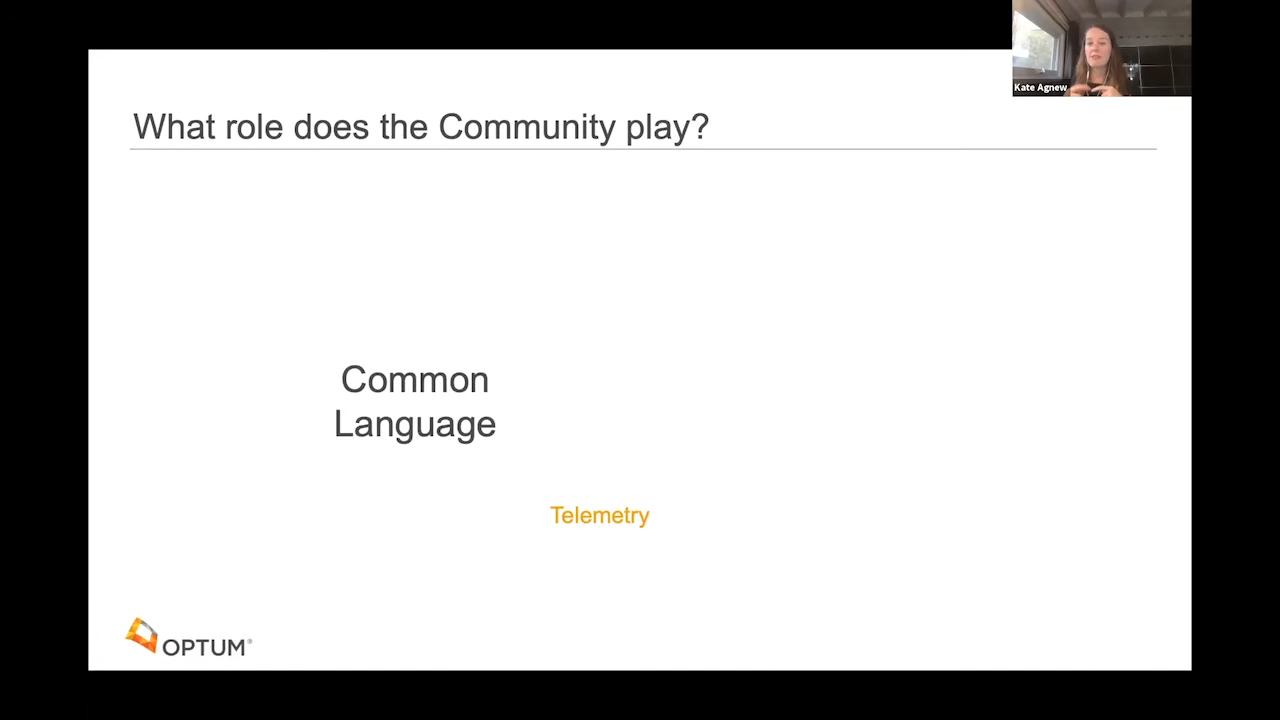 Kate Agnew
What role does the Community play?
Common
Language
Telemetry
OPTUM®